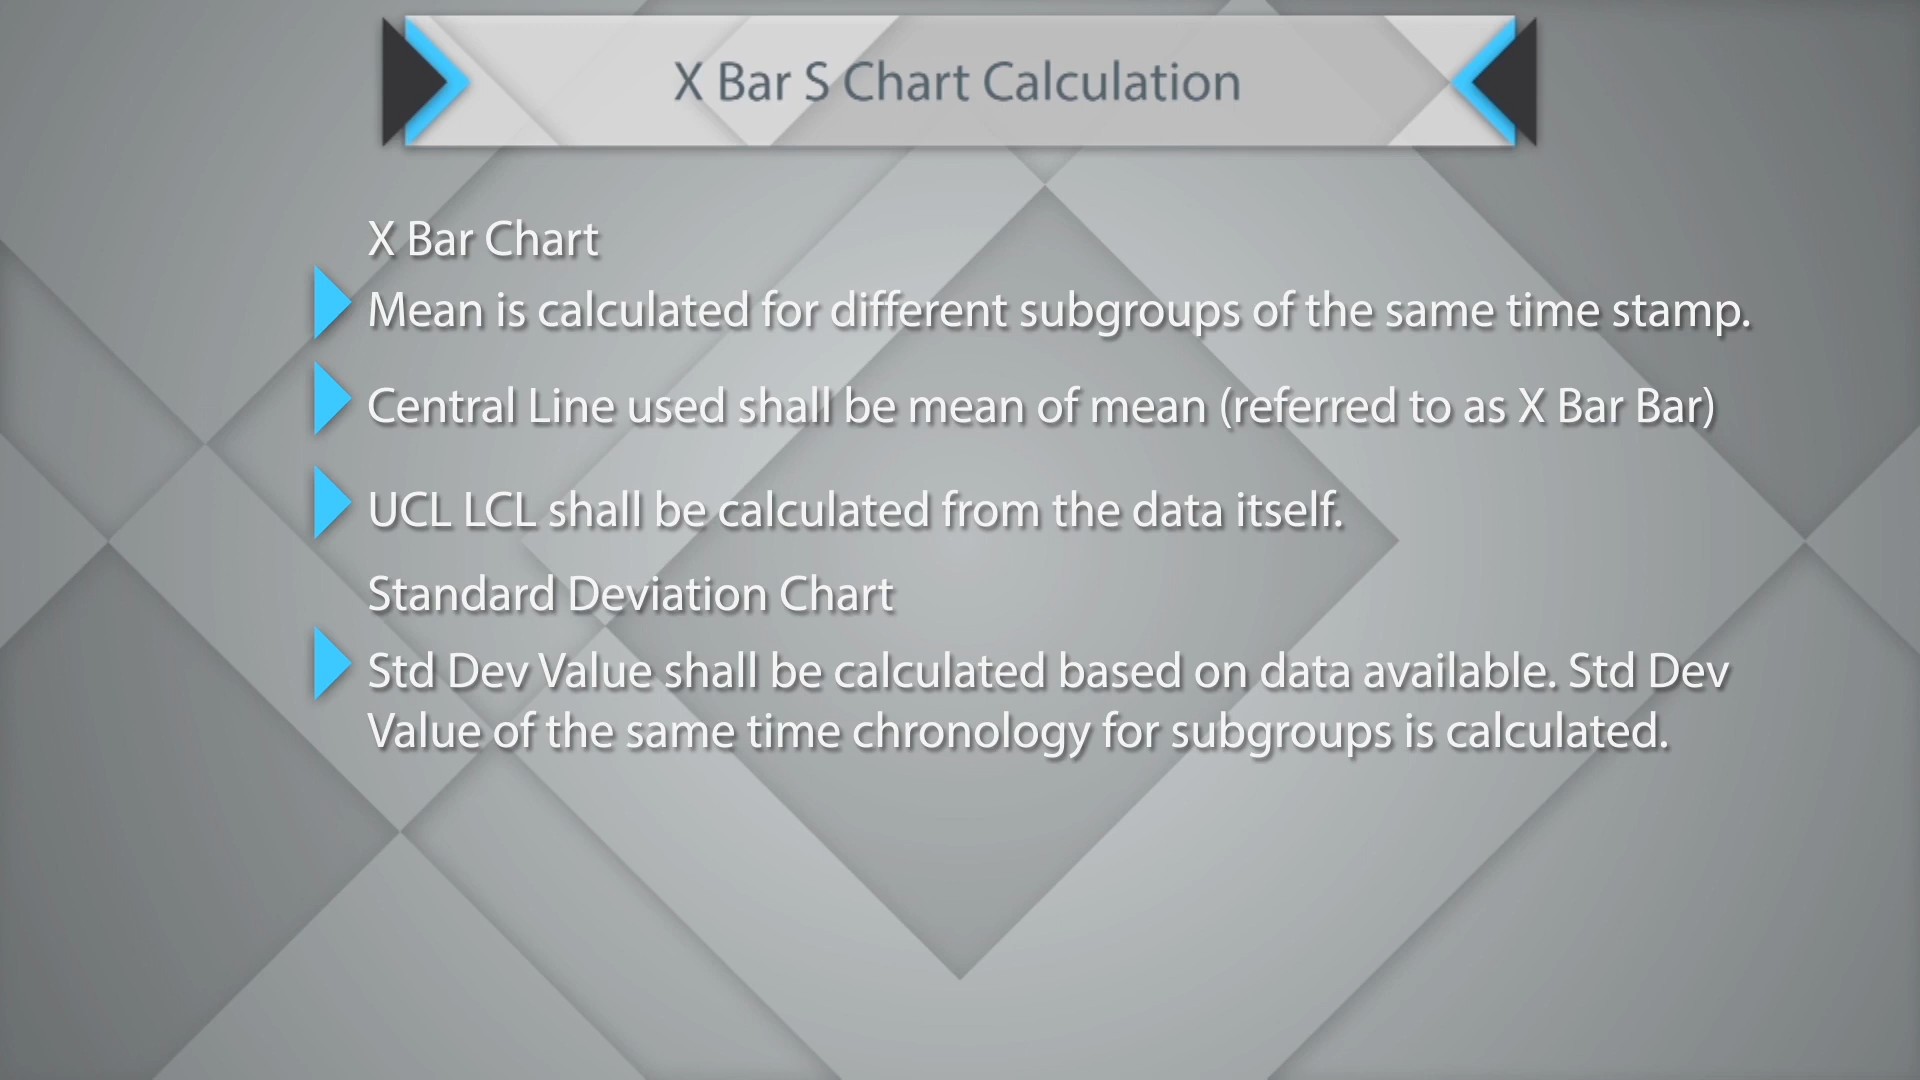 X Bar S Chart Calculation
X Bar Chart
Mean is calculated for different subgroups of the same time stamp.
Central Line used shall be mean of mean (referred to as X Bar Bar)
UCL LCL shall be calculated from the data itself.
Standard Deviation Chart
Std Dev Value shall be calculated based on data available. Std Dev
Value of the same time chronology for subgroups is calculated.